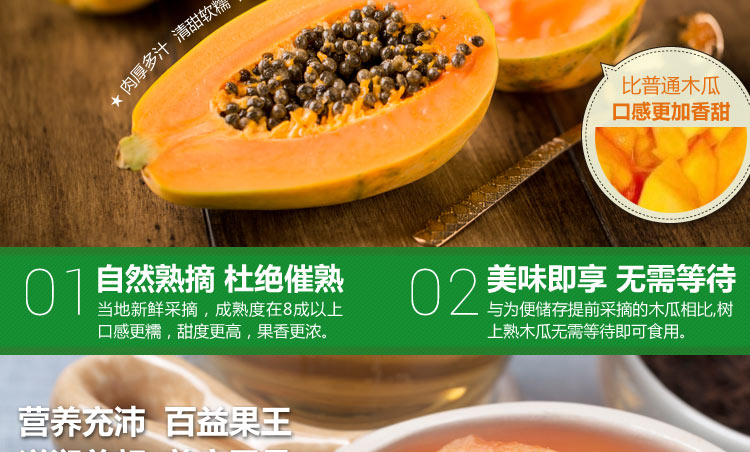 ★ 肉厚多汁 清甜软糯
比普通木瓜
口感更加香甜
01 自然熟摘 杜绝催熟
当地新鲜采摘，成熟度在8成以上
口感更糯，甜度更高，果香更浓。
02 美味即享 无需等待
与为便储存提前采摘的木瓜相比,树
上熟木瓜无需等待即可食用。
营养充沛 百益果王